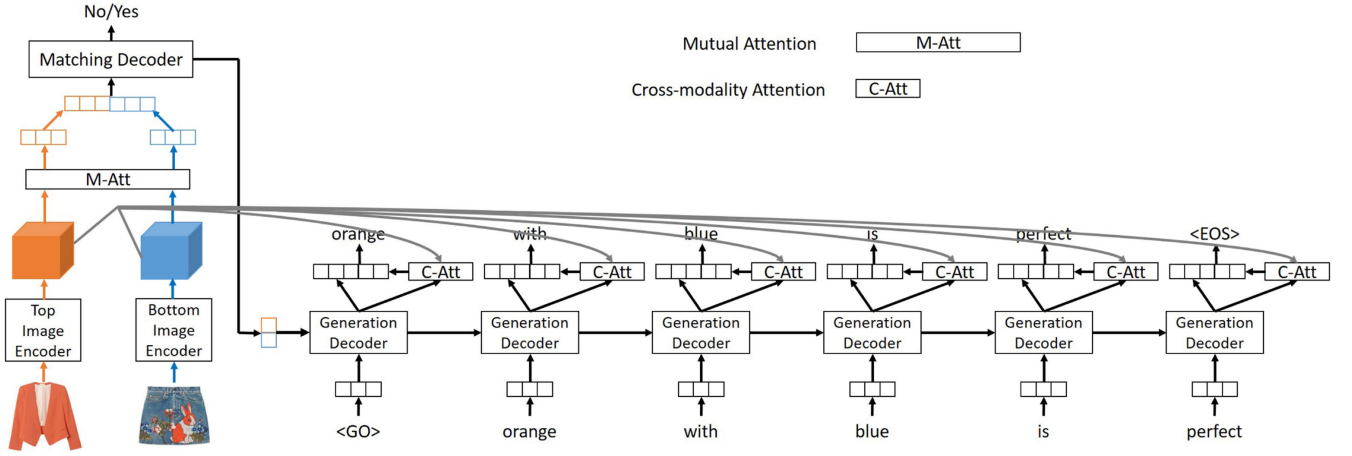 No/Yes
Matching Decoder
M-Att
Top
Image
Encoder
Bottom
Image
Encoder
Mutual Attention M-Att
Cross-modality Attention C-Att
orange with blue is perfect <EOS>
C-Att C-Att C-Att C-Att C-Att C-Att
Generation Generation Generation Generation Generation Generation
Decoder Decoder Decoder Decoder Decoder Decoder
<GO> orange with blue is perfect